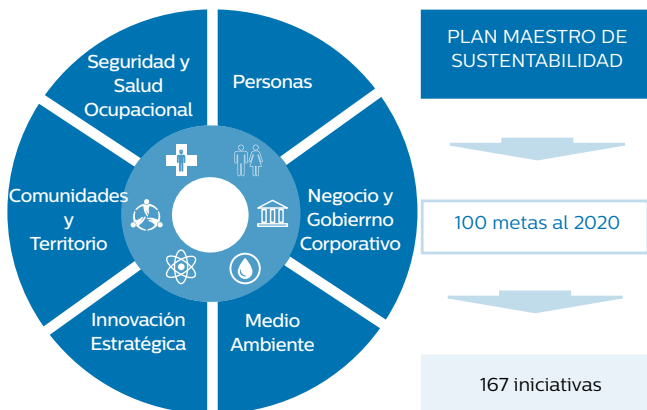 Seguridad y
Salud
Ocupacional
Personas
Comunidades
y
Territorio
Negocio y
Gobierrno
Corporativo
Innovación
Estratégica
Medio
Ambiente
PLAN MAESTRO DE
SUSTENTABILIDAD
100 metas al 2020
167 iniciativas